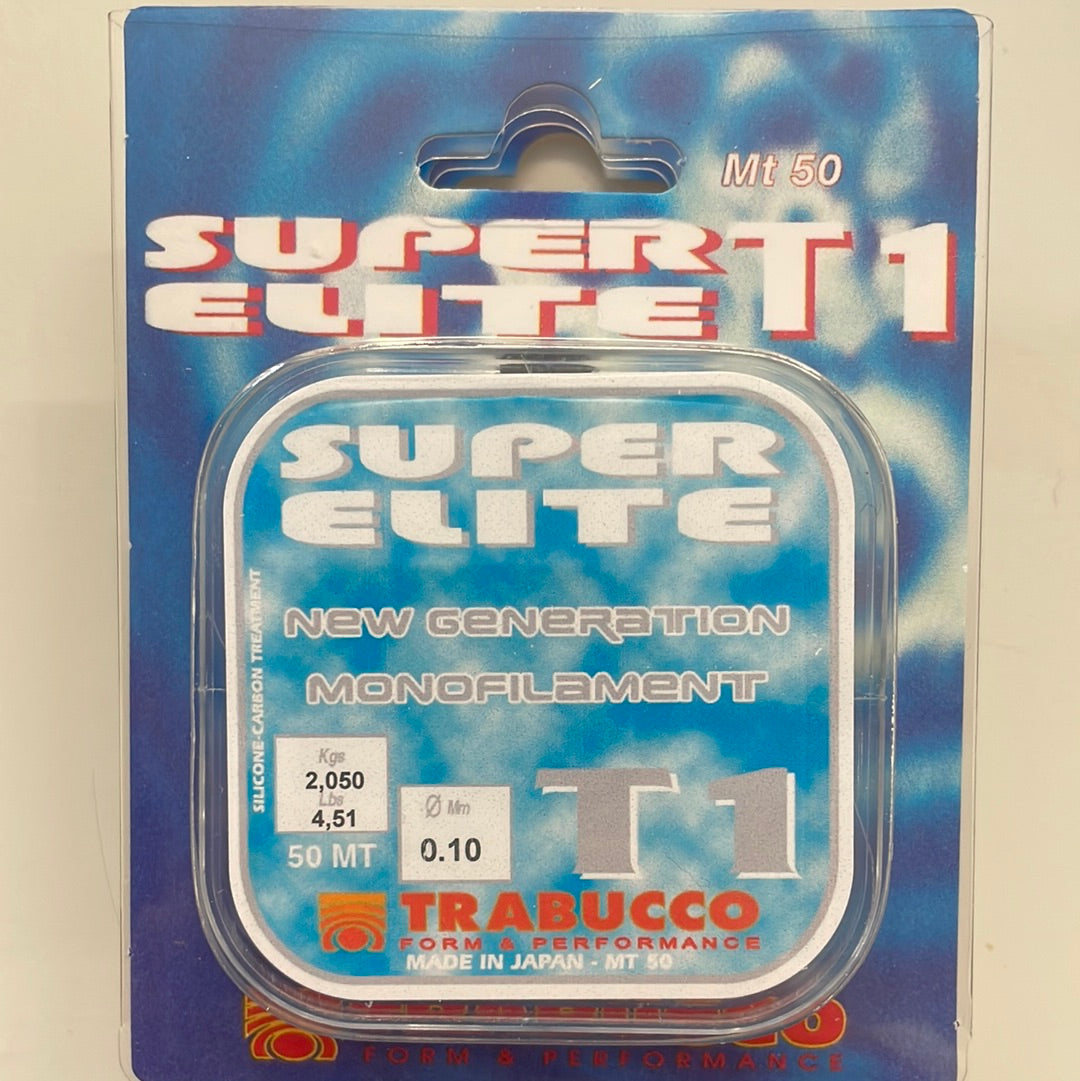 Mt 50
SUPER T1
ELITE
SUPER
ELITE
NEW GENERATION
MONOFILAMENT
SILICONE-CARBON TREATMENT
Kgs
2,050
Lbs
4,51
50 MT
Ø Mm
0.10
T1
TRABUCCO
FORM & PERFORMANCE
MADE IN JAPAN - MT 50
FORM & PERFORMANCE